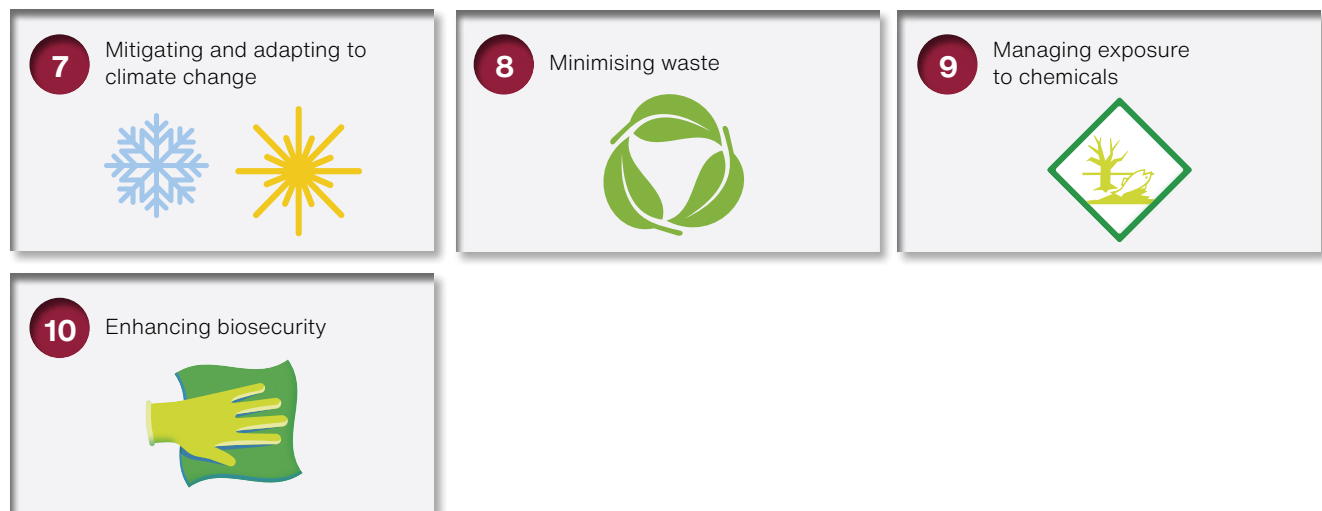 7
Mitigating and adapting to
climate change
8
Minimising waste
9
Managing exposure
to chemicals
10
Enhancing biosecurity